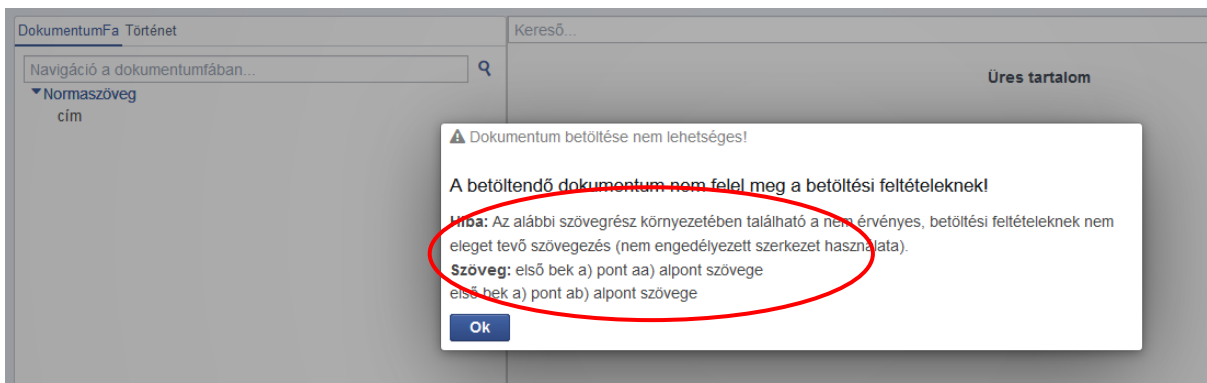 DokumentumFa Történet
Kereső...
Navigáció a dokumentumfában...
Normaszöveg
cím
Üres tartalom
Dokumentum betöltése nem lehetséges!
A betöltendő dokumentum nem felel meg a betöltési feltételeknek!
Hiba: Az alábbi szövegrész környezetében található a nem érvényes, betöltési feltételeknek nem
eleget tevő szövegezés (nem engedélyezett szerkezet használata).
Szöveg: első bek a) pont aa) alpont szövege
első bek a) pont ab) alpont szövege
Ok